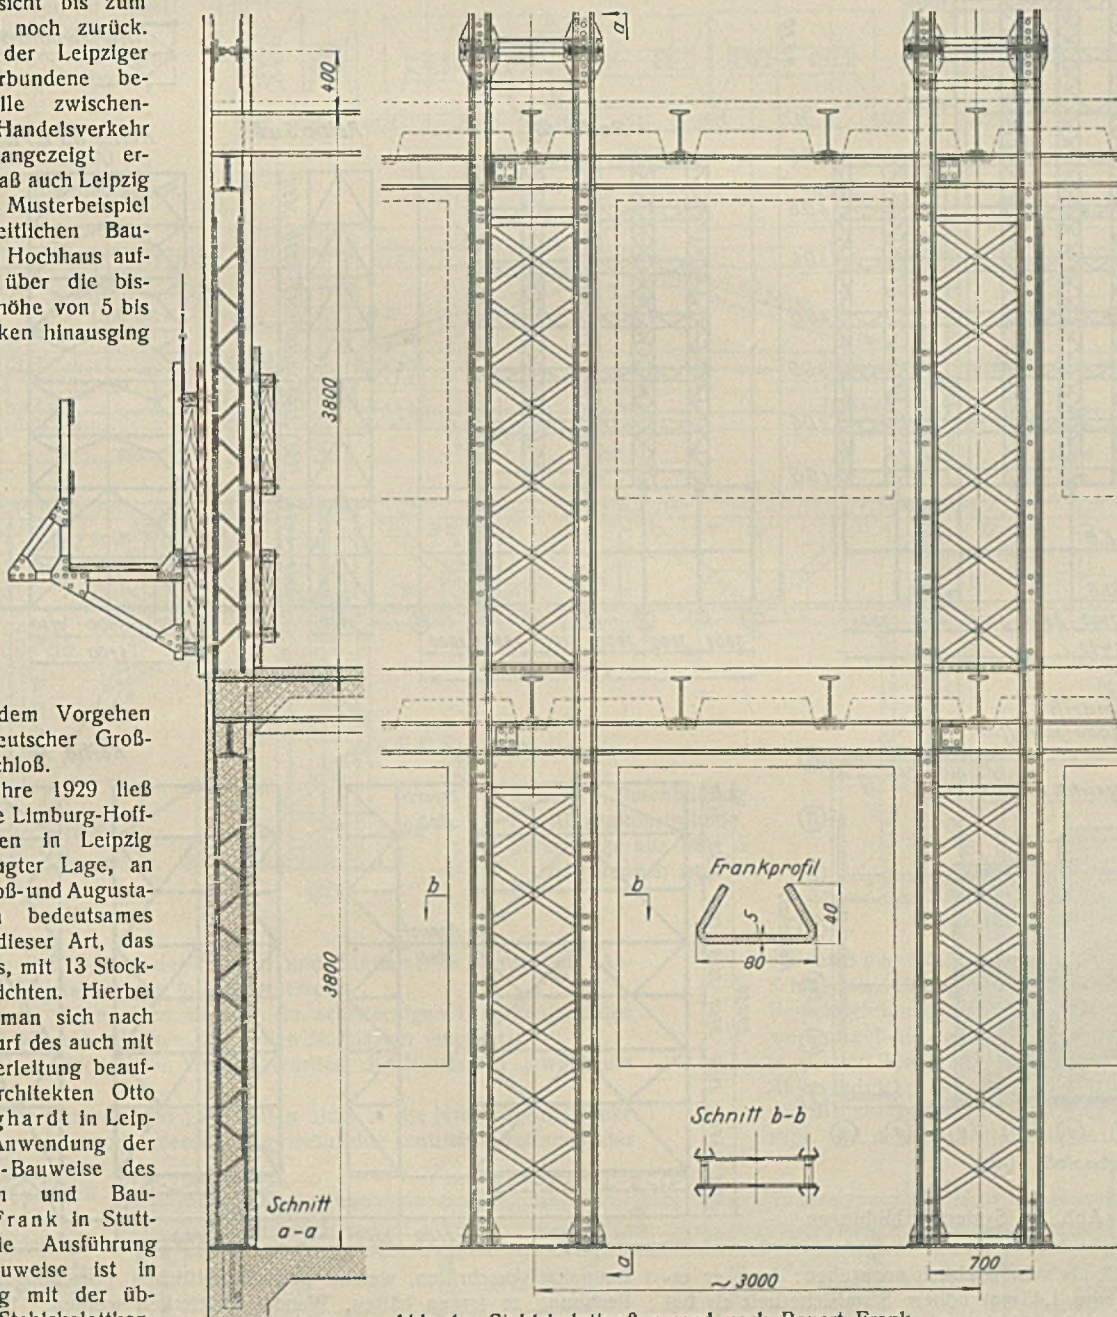 sicht bis zum
noch zurück.
der Leipziger
rbundene be-
lle zwischen-
Handelsverkehr
angezeigt er-
aß auch Leipzig
Musterbeispiel
eitlichen Bau-
Hochhaus auf-
über die bis-
höhe von 5 bis
ken hinausging
dem Vorgehen
eutscher Groß-
chloß.
hre 1929 ließ
e Limburg-Hoff-
en in Leipzig
gter Lage, an
oß- und Augusta-
bedeutsames
dieser Art, das
s, mit 13 Stock-
ichten. Hierbei
man sich nach
urf des auch mit
erleitung beauf-
rchitekten Otto
ghardt in Leip-
Anwendung der
-Bauweise des
n und Bau-
Frank in Stutt-
ie Ausführung
uweise ist in
g mit der üb-
400
3800
3800
Schnitt
a-a
a
b
b
Frankprofil
5
40
80
Schnitt b-b
a
~ 3000
700